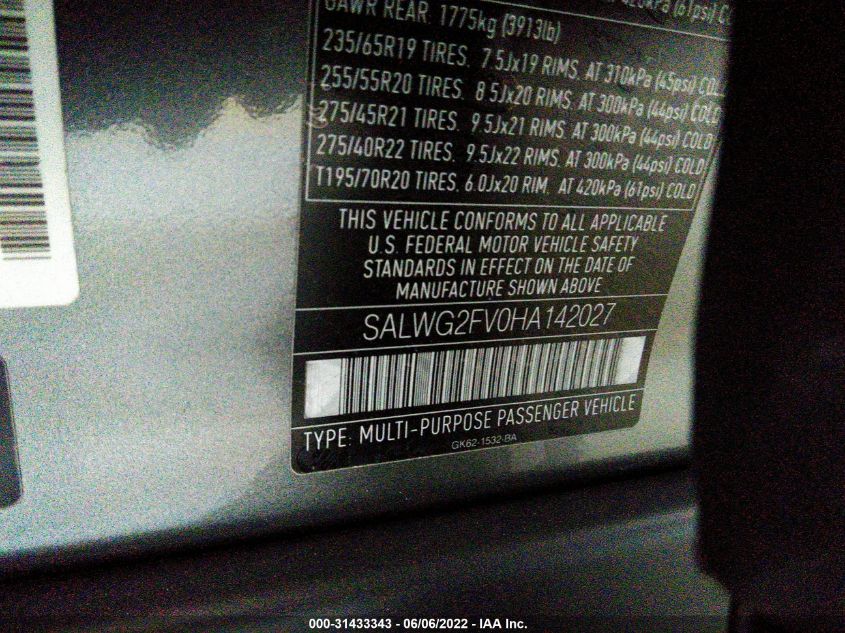 420kPa (61psi)
GAWR REAR 1775kg (3913lb)
235/65R19 TIRES. 7.5Jx19 RIMS. AT 310kPa (45psi)
255/55R20 TIRES. 8.5Jx20 RIMS. AT 300kPa (44psi) COLD
275/45R21 TIRES. 9.5Jx21 RIMS. AT 300kPa (44psi) COLD
275/40R22 TIRES. 9.5Jx22 RIMS. AT 300kPa (44psi) COLD
T195/70R20 TIRES. 6.0Jx20 RIM. AT 420kPa (61psi) COLD
THIS VEHICLE CONFORMS TO ALL APPLICABLE
U.S. FEDERAL MOTOR VEHICLE SAFETY
STANDARDS IN EFFECT ON THE DATE OF
MANUFACTURE SHOWN ABOVE
SALWG2FV0HA142027
TYPE: MULTI-PURPOSE PASSENGER VEHICLE
GK62-1532-BA
000-31433343 - 06/06/2022 - IAA Inc.